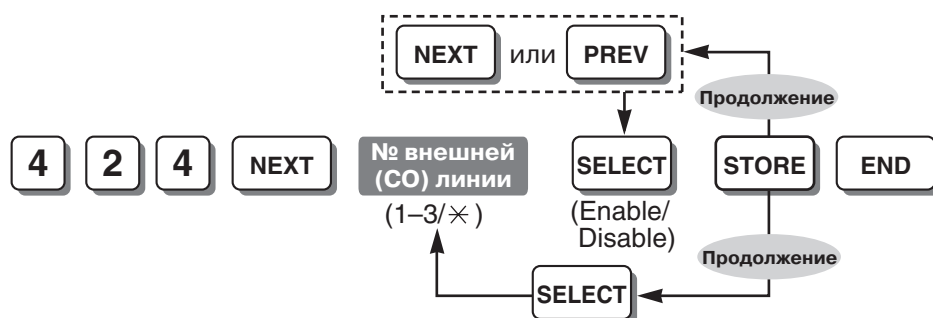 NEXT или PREV
Продолжение
4 2 4 NEXT № внешней (СО) линии SELECT STORE END
(1–3/✳)
(Enable/
Disable)
Продолжение
SELECT